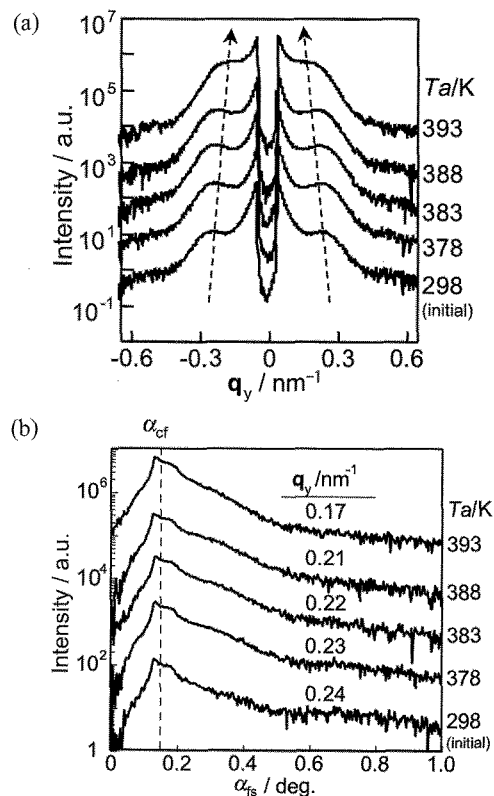 (a)
10^7
10^5
10^3
10^1
10^-1
Intensity / a.u.
Ta/K
393
388
383
378
298
(initial)
-0.6
-0.3
0
0.3
0.6
q_y / nm^-1
(b)
α_cf
10^6
10^4
10^2
1
Intensity / a.u.
q_y /nm^-1
0.17
0.21
0.22
0.23
0.24
Ta/K
393
388
383
378
298
(initial)
0
0.2
0.4
0.6
0.8
1.0
α_fs / deg.